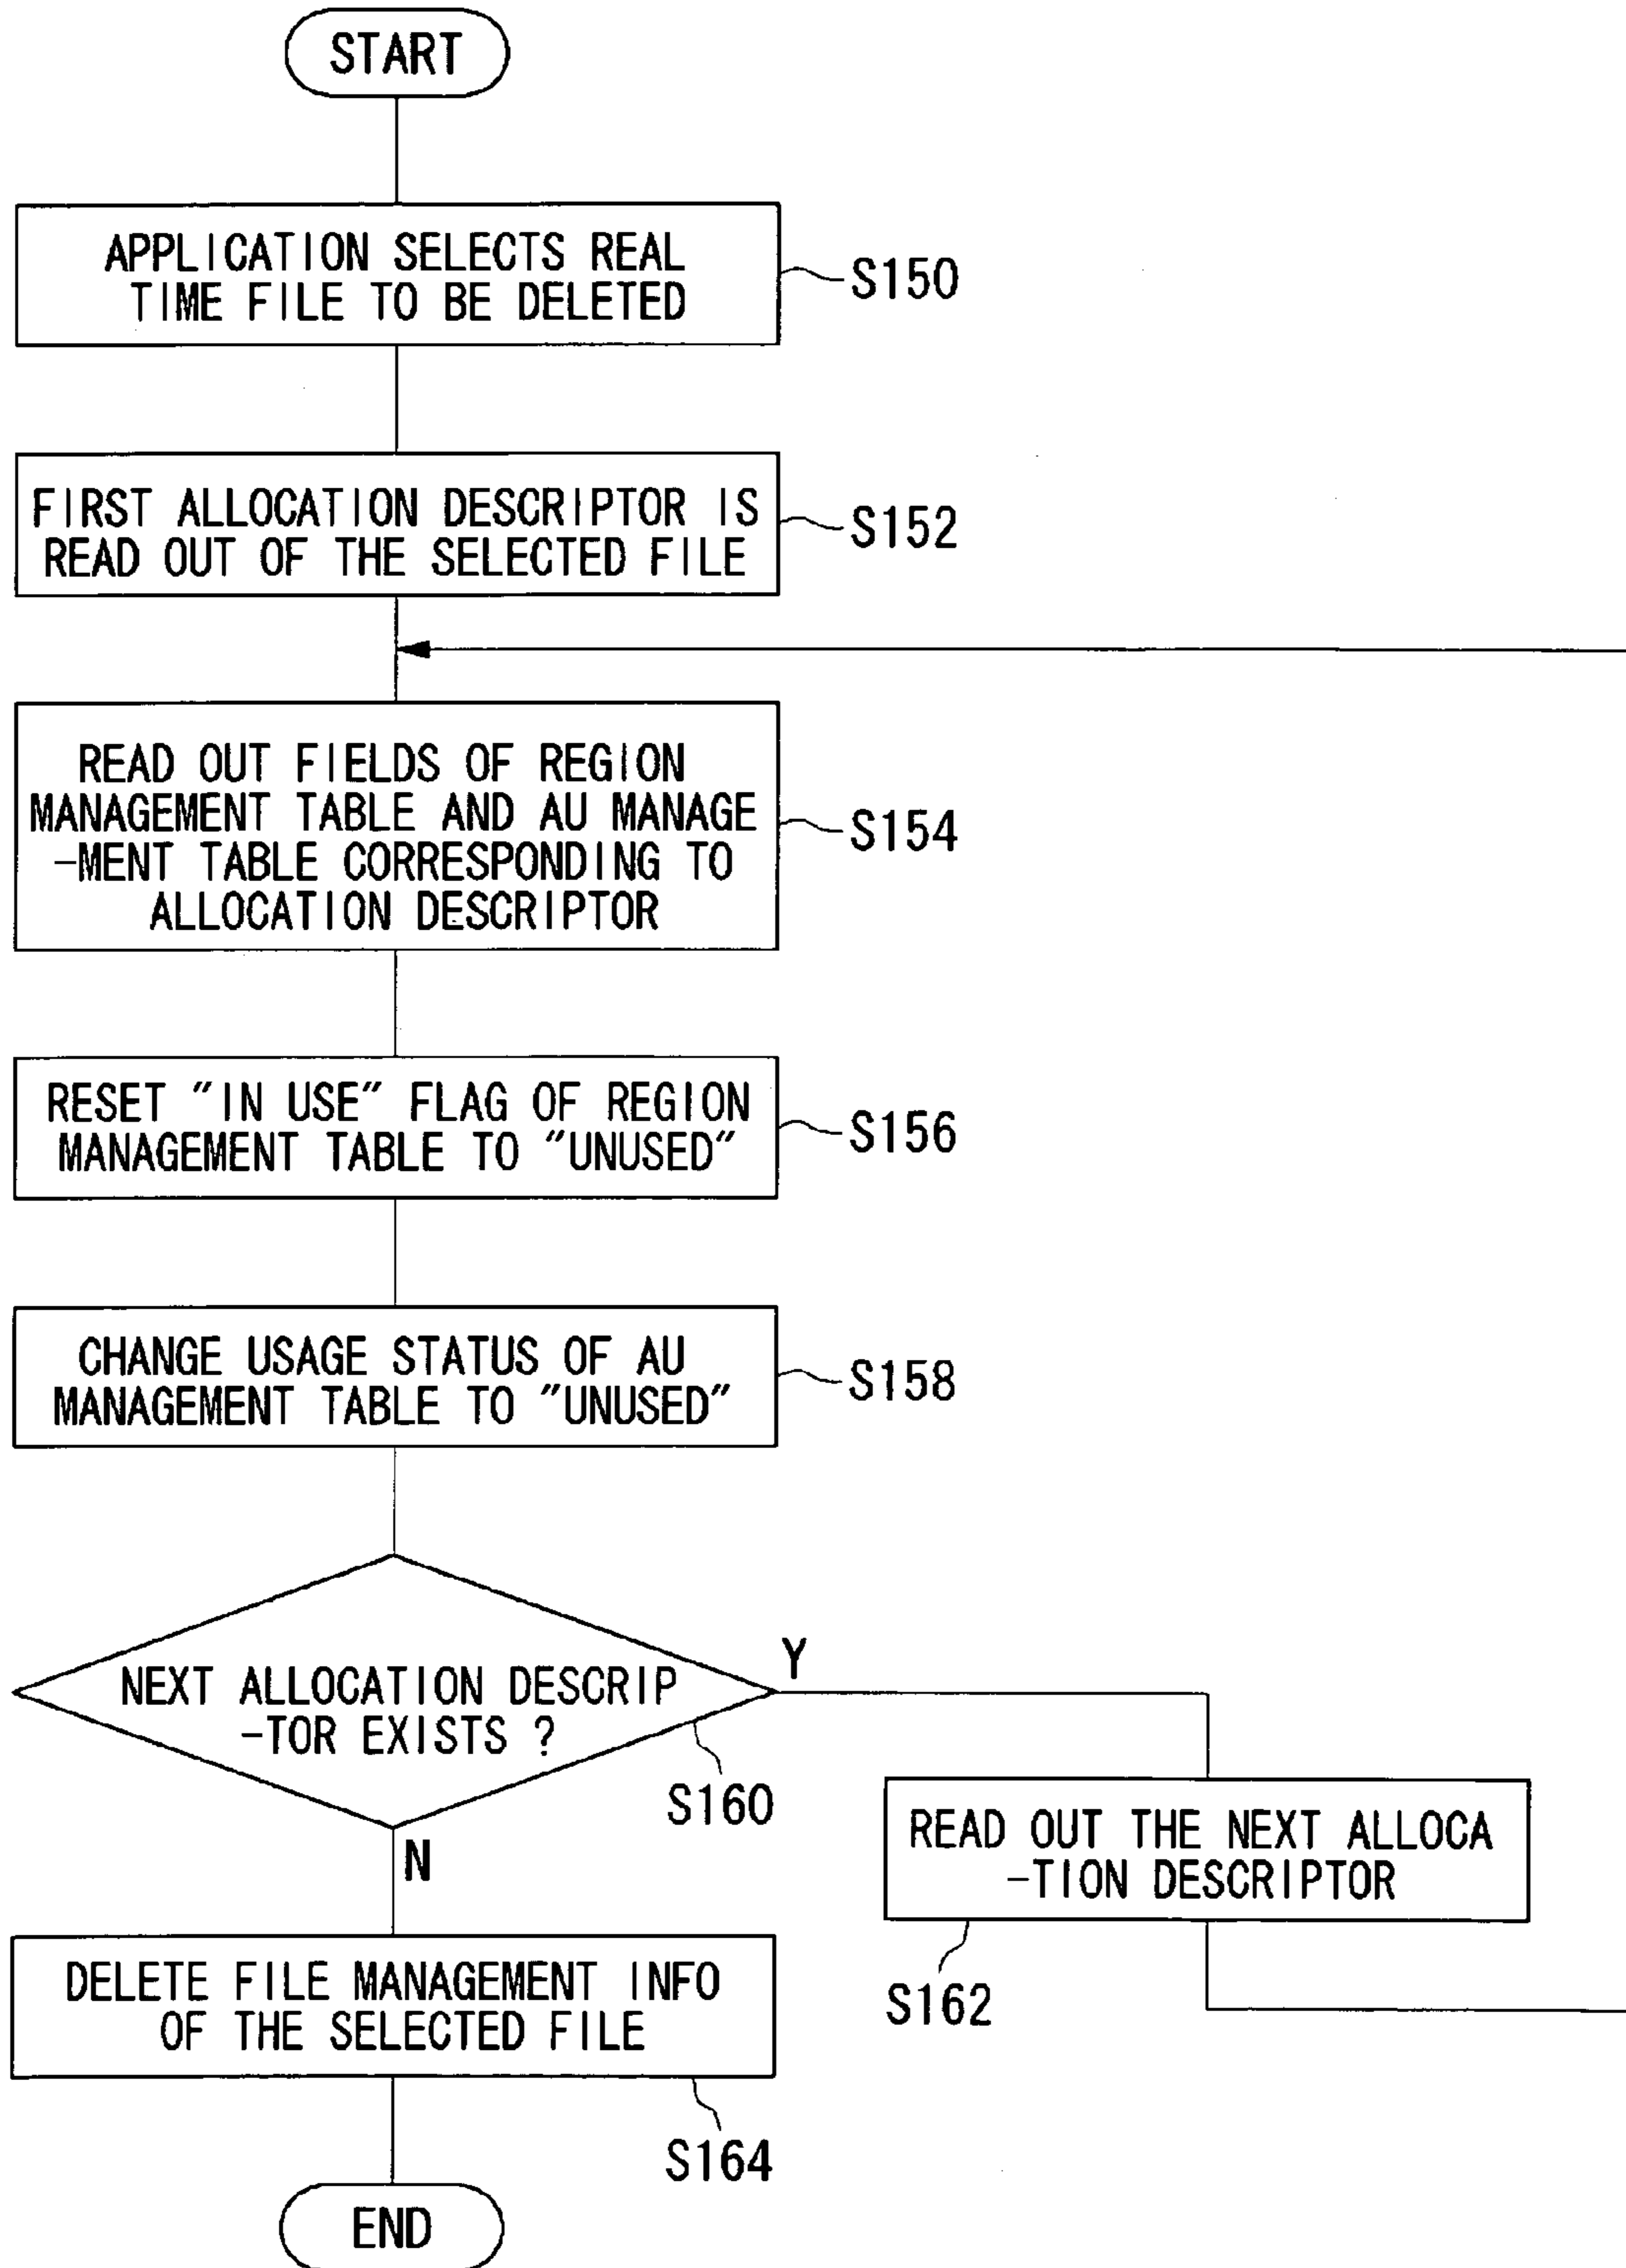 START
APPLICATION SELECTS REAL
TIME FILE TO BE DELETED
S150
FIRST ALLOCATION DESCRIPTOR IS
READ OUT OF THE SELECTED FILE
S152
READ OUT FIELDS OF REGION
MANAGEMENT TABLE AND AU MANAGE
-MENT TABLE CORRESPONDING TO
ALLOCATION DESCRIPTOR
S154
RESET "IN USE" FLAG OF REGION
MANAGEMENT TABLE TO "UNUSED"
S156
CHANGE USAGE STATUS OF AU
MANAGEMENT TABLE TO "UNUSED"
S158
NEXT ALLOCATION DESCRIP
-TOR EXISTS ?
S160
Y
N
READ OUT THE NEXT ALLOCA
-TION DESCRIPTOR
S162
DELETE FILE MANAGEMENT INFO
OF THE SELECTED FILE
S164
END